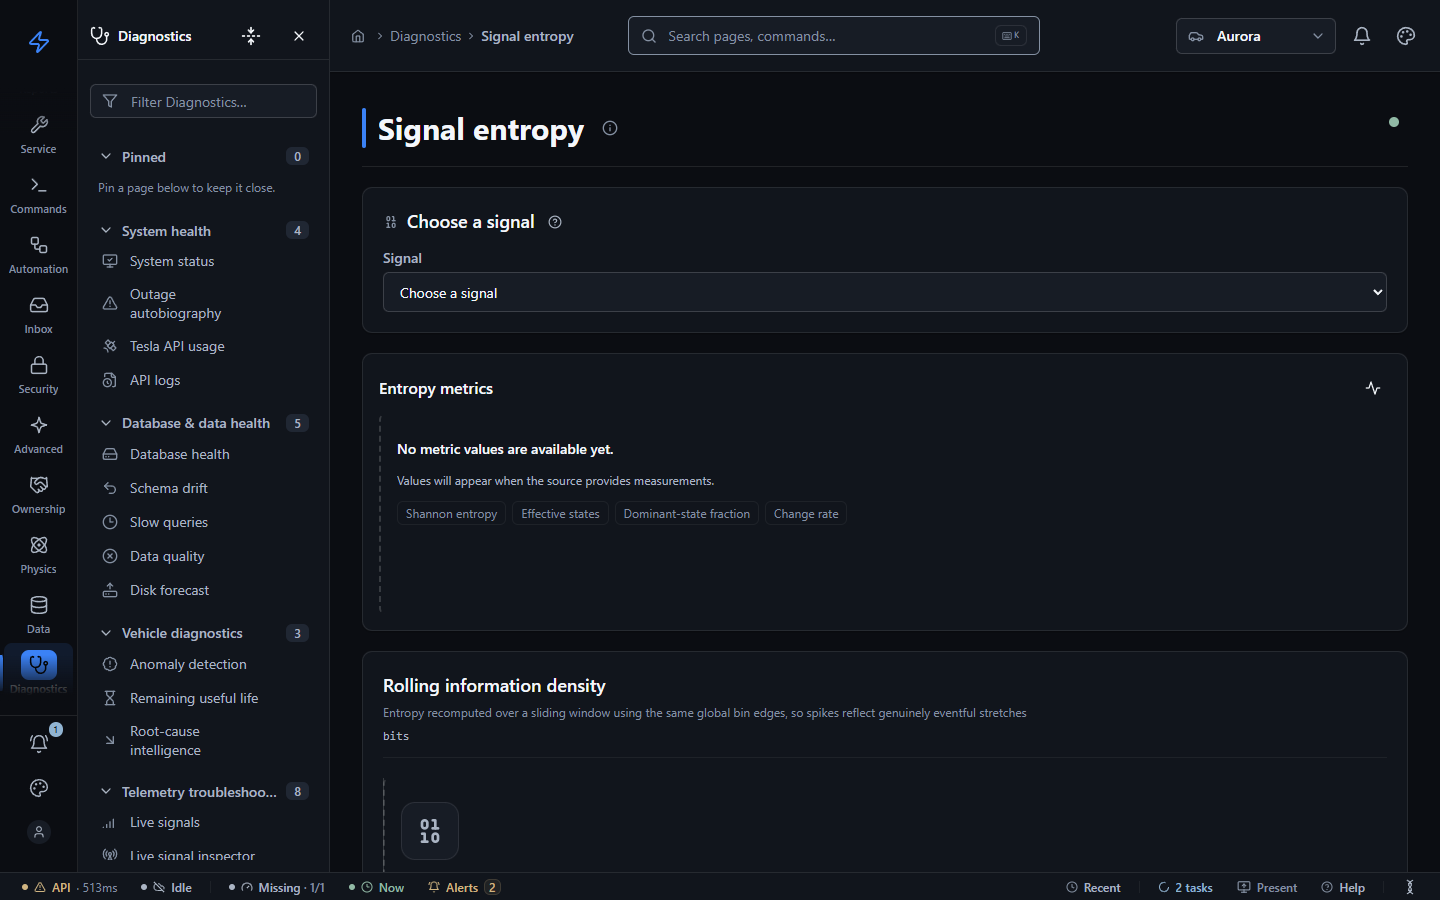 Diagnostics
Diagnostics
Signal entropy
Search pages, commands...
K
Aurora
Service
Commands
Automation
Inbox
Security
Advanced
Ownership
Physics
Data
Diagnostics
1
Filter Diagnostics...
Pinned
0
Pin a page below to keep it close.
System health
4
System status
Outage
autobiography
Tesla API usage
API logs
Database & data health
5
Database health
Schema drift
Slow queries
Data quality
Disk forecast
Vehicle diagnostics
3
Anomaly detection
Remaining useful life
Root-cause
intelligence
Telemetry troubleshoo...
8
Live signals
Live signal inspector
Signal entropy
01
10
Choose a signal
Signal
Choose a signal
Entropy metrics
No metric values are available yet.
Values will appear when the source provides measurements.
Shannon entropy
Effective states
Dominant-state fraction
Change rate
Rolling information density
Entropy recomputed over a sliding window using the same global bin edges, so spikes reflect genuinely eventful stretches
bits
01
10
API · 513ms
Idle
Missing · 1/1
Now
Alerts 2
Recent
2 tasks
Present
Help